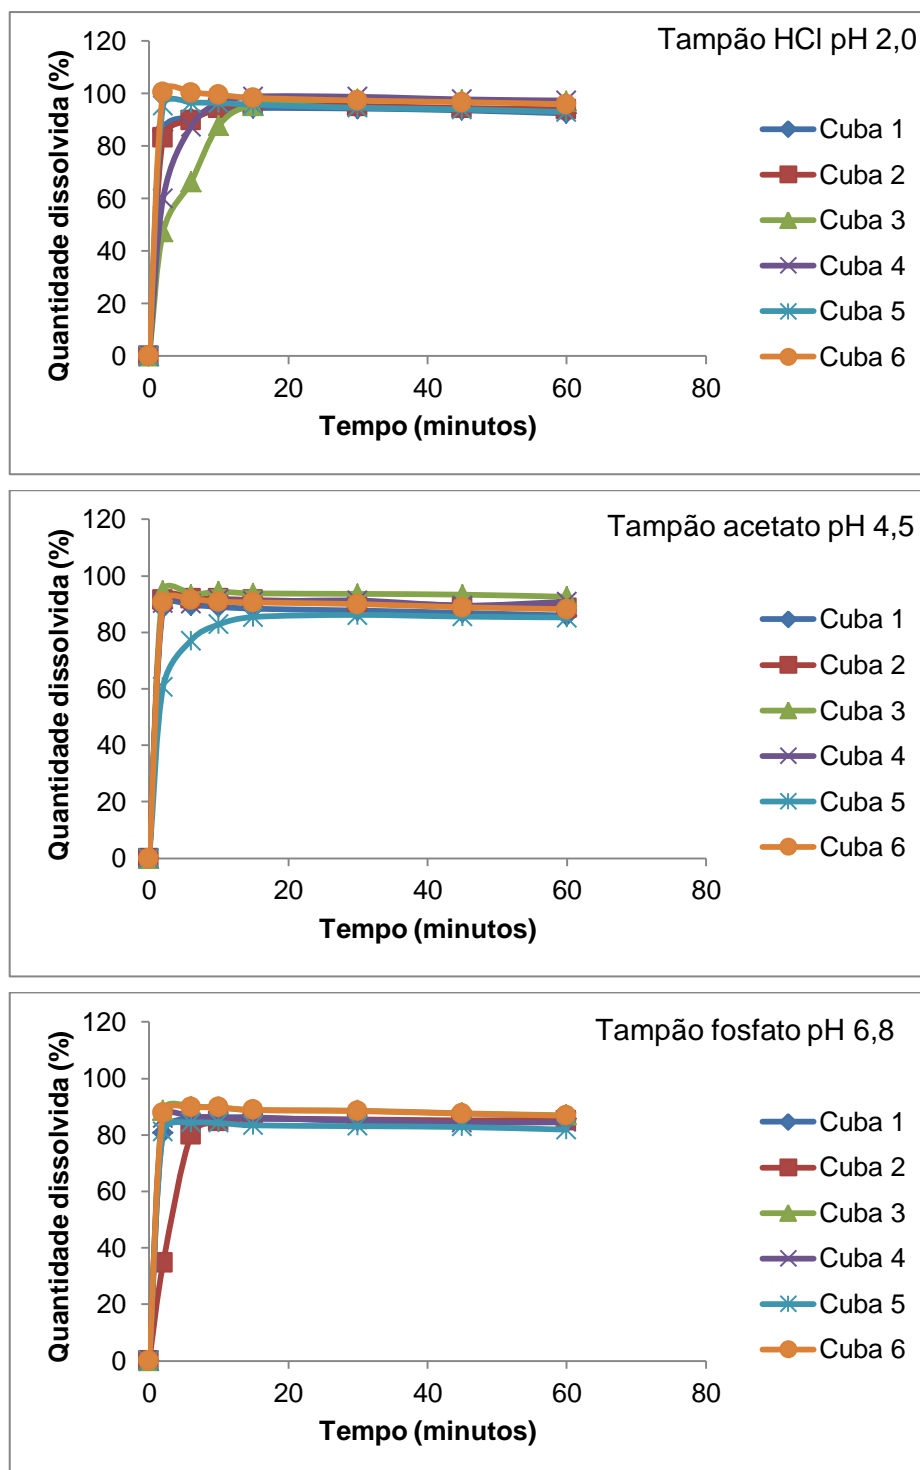 Tampão HCl pH 2,0
Quantidade dissolvida (%)
120
100
80
60
40
20
0
0 20 40 60 80
Tempo (minutos)
Cuba 1
Cuba 2
Cuba 3
Cuba 4
Cuba 5
Cuba 6
Tampão acetato pH 4,5
Quantidade dissolvida (%)
120
100
80
60
40
20
0
0 20 40 60 80
Tempo (minutos)
Cuba 1
Cuba 2
Cuba 3
Cuba 4
Cuba 5
Cuba 6
Tampão fosfato pH 6,8
Quantidade dissolvida (%)
120
100
80
60
40
20
0
0 20 40 60 80
Tempo (minutos)
Cuba 1
Cuba 2
Cuba 3
Cuba 4
Cuba 5
Cuba 6